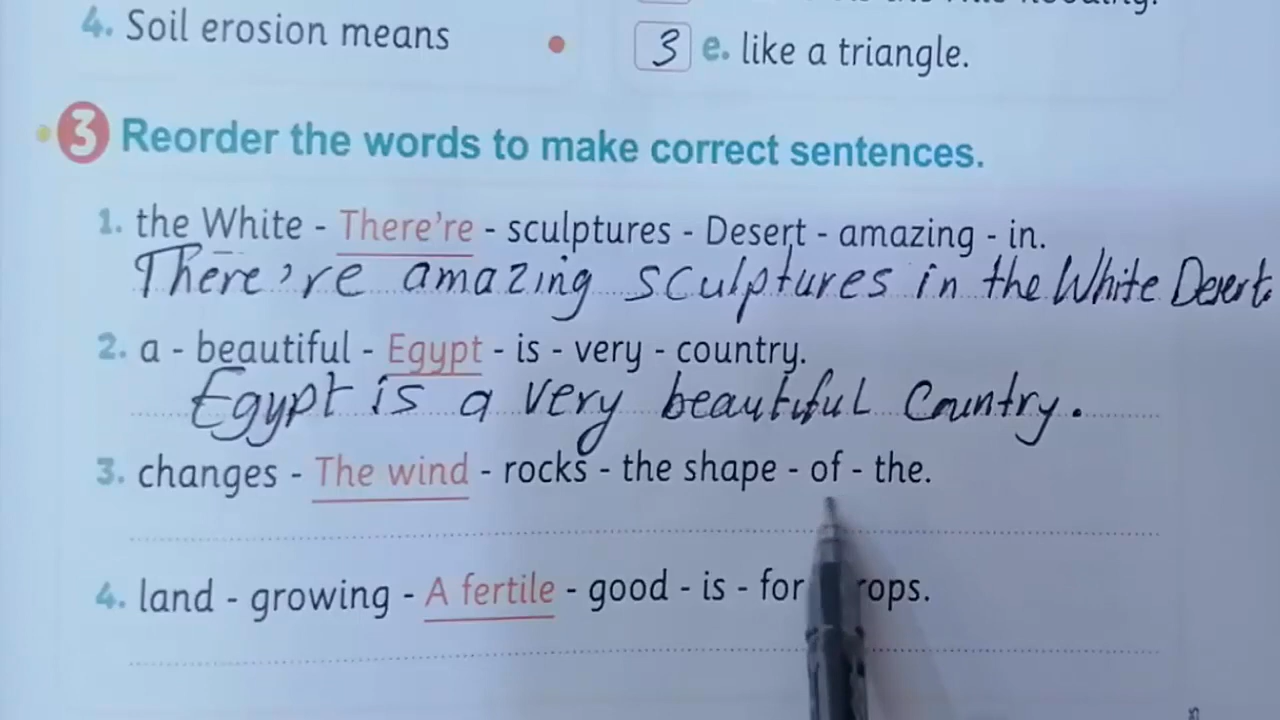 4. Soil erosion means
3 e. like a triangle.
3 Reorder the words to make correct sentences.
1. the White - There're - sculptures - Desert - amazing - in.
There're amazing sculptures in the White Desert.
2. a - beautiful - Egypt - is - very - country.
Egypt is a very beautiful Country.
3. changes - The wind - rocks - the shape - of - the.
4. land - growing - A fertile - good - is - for